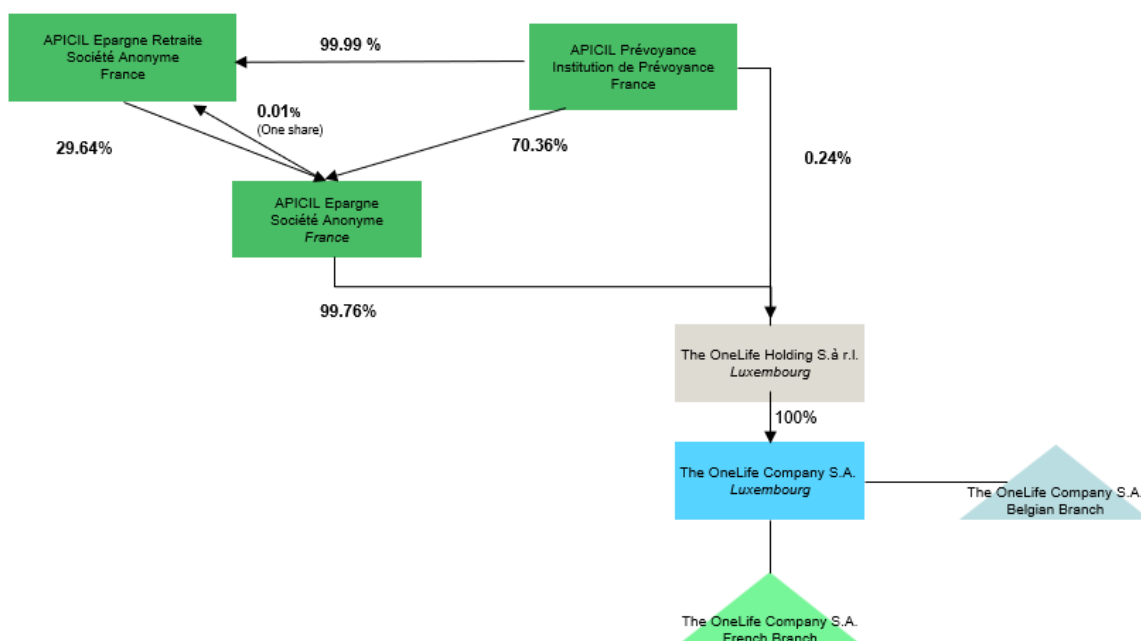 APICIL Epargne Retraite
Société Anonyme
France
99.99 %
APICIL Prévoyance
Institution de Prévoyance
France
0.01%
(One share)
29.64%
70.36%
0.24%
APICIL Epargne
Société Anonyme
France
99.76%
The OneLife Holding S.à r.l.
Luxembourg
100%
The OneLife Company S.A.
Luxembourg
The OneLife Company S.A.
Belgian Branch
The OneLife Company S.A.
French Branch